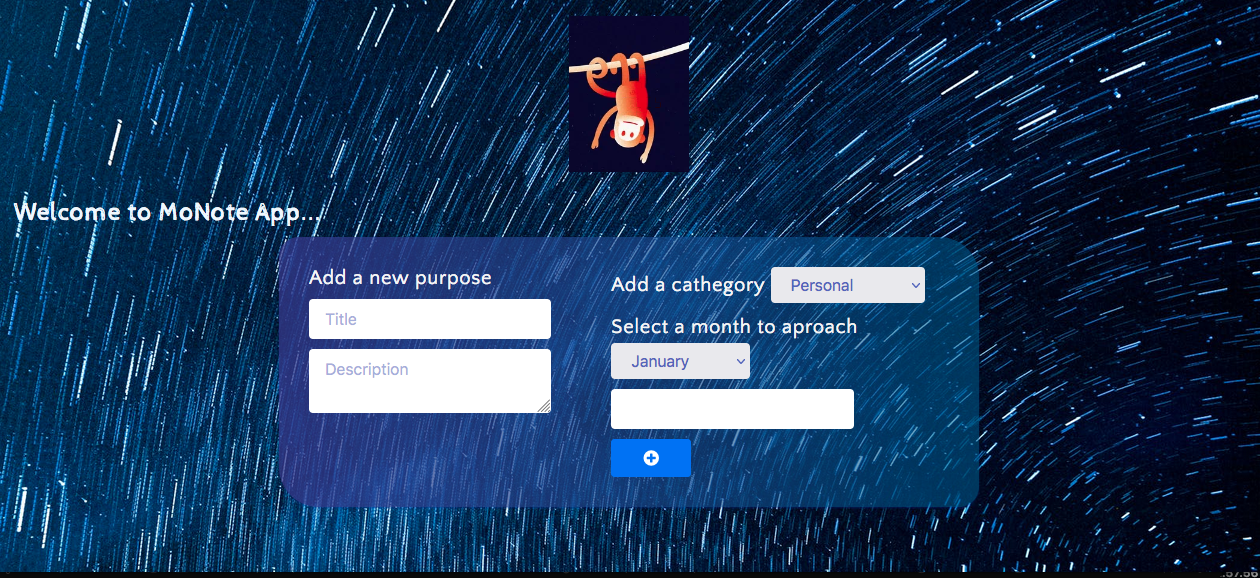 Welcome to MoNote App...
Add a new purpose
Title
Description
Add a cathegory Personal
Select a month to aproach
January